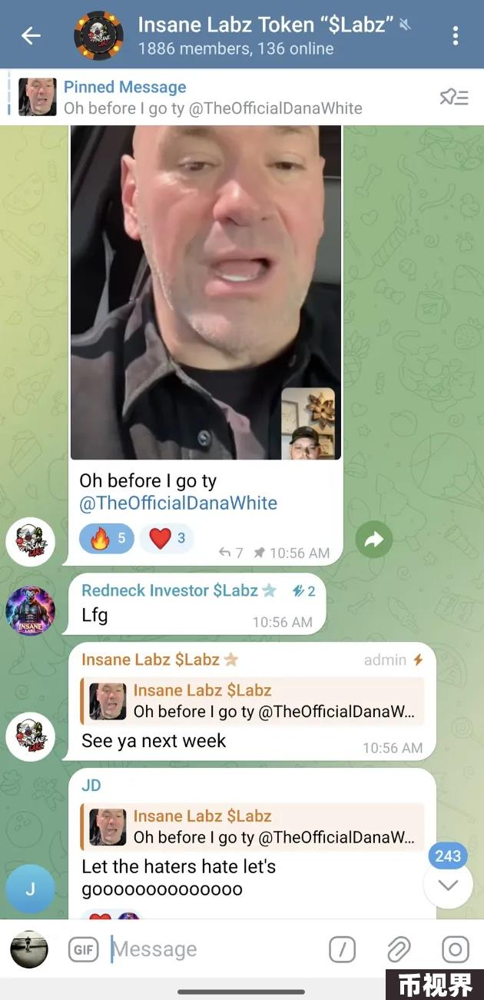 Insane Labz Token “$Labz”
1886 members, 136 online
Pinned Message
Oh before I go ty @TheOfficialDanaWhite
Oh before I go ty
@TheOfficialDanaWhite
5
3
7
10:56 AM
Redneck Investor $Labz
2
Lfg
10:56 AM
INSANE
Insane Labz $Labz
admin
Insane Labz $Labz
Oh before I go ty @TheOfficialDanaW...
See ya next week
10:56 AM
JD
Insane Labz $Labz
Oh before I go ty @TheOfficialDanaW...
Let the haters hate let's
goooooooooooooo
243
J
GIF
Message
/
币视界